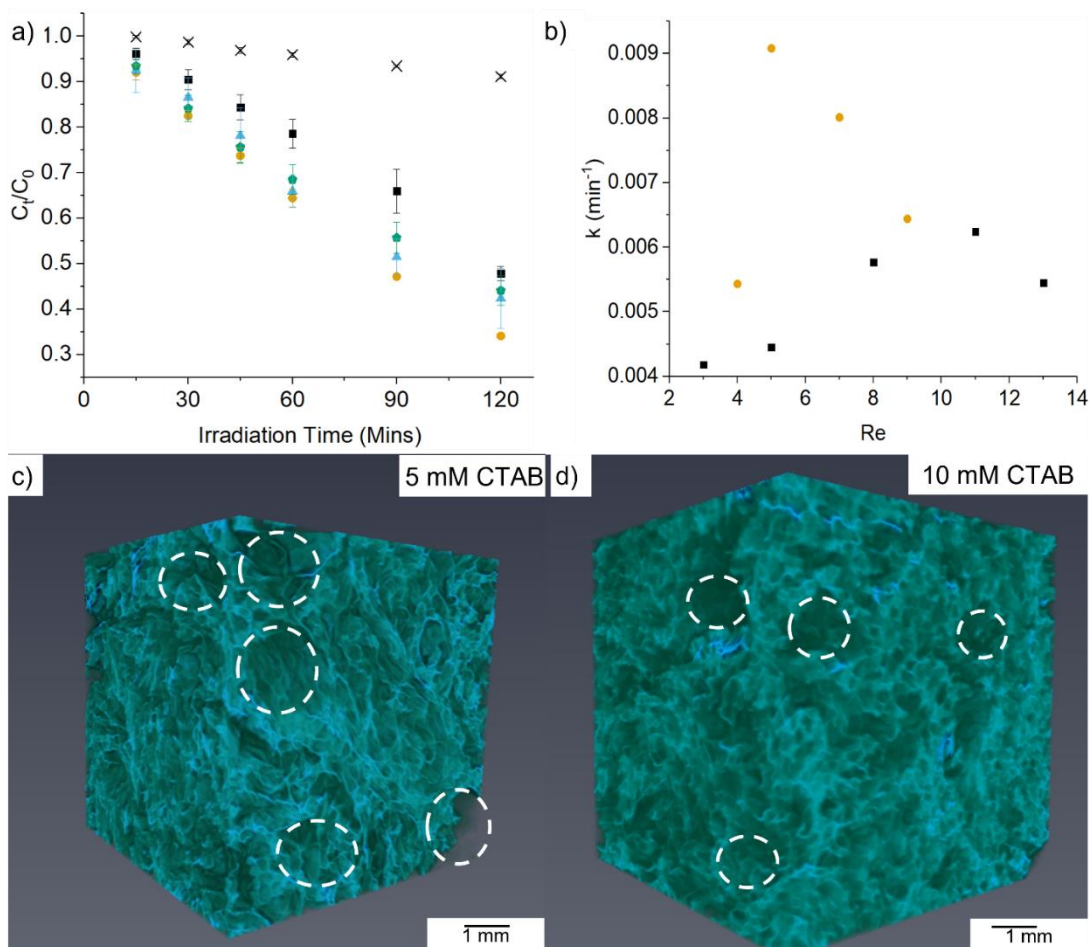 a)
1.0
0.9
0.8
0.7
0.6
0.5
0.4
0.3
C_t/C_0
0 30 60 90 120
Irradiation Time (Mins)
b)
0.009
0.008
0.007
0.006
0.005
0.004
k (min⁻¹)
2 4 6 8 10 12 14
Re
c) 5 mM CTAB
1 mm
d) 10 mM CTAB
1 mm